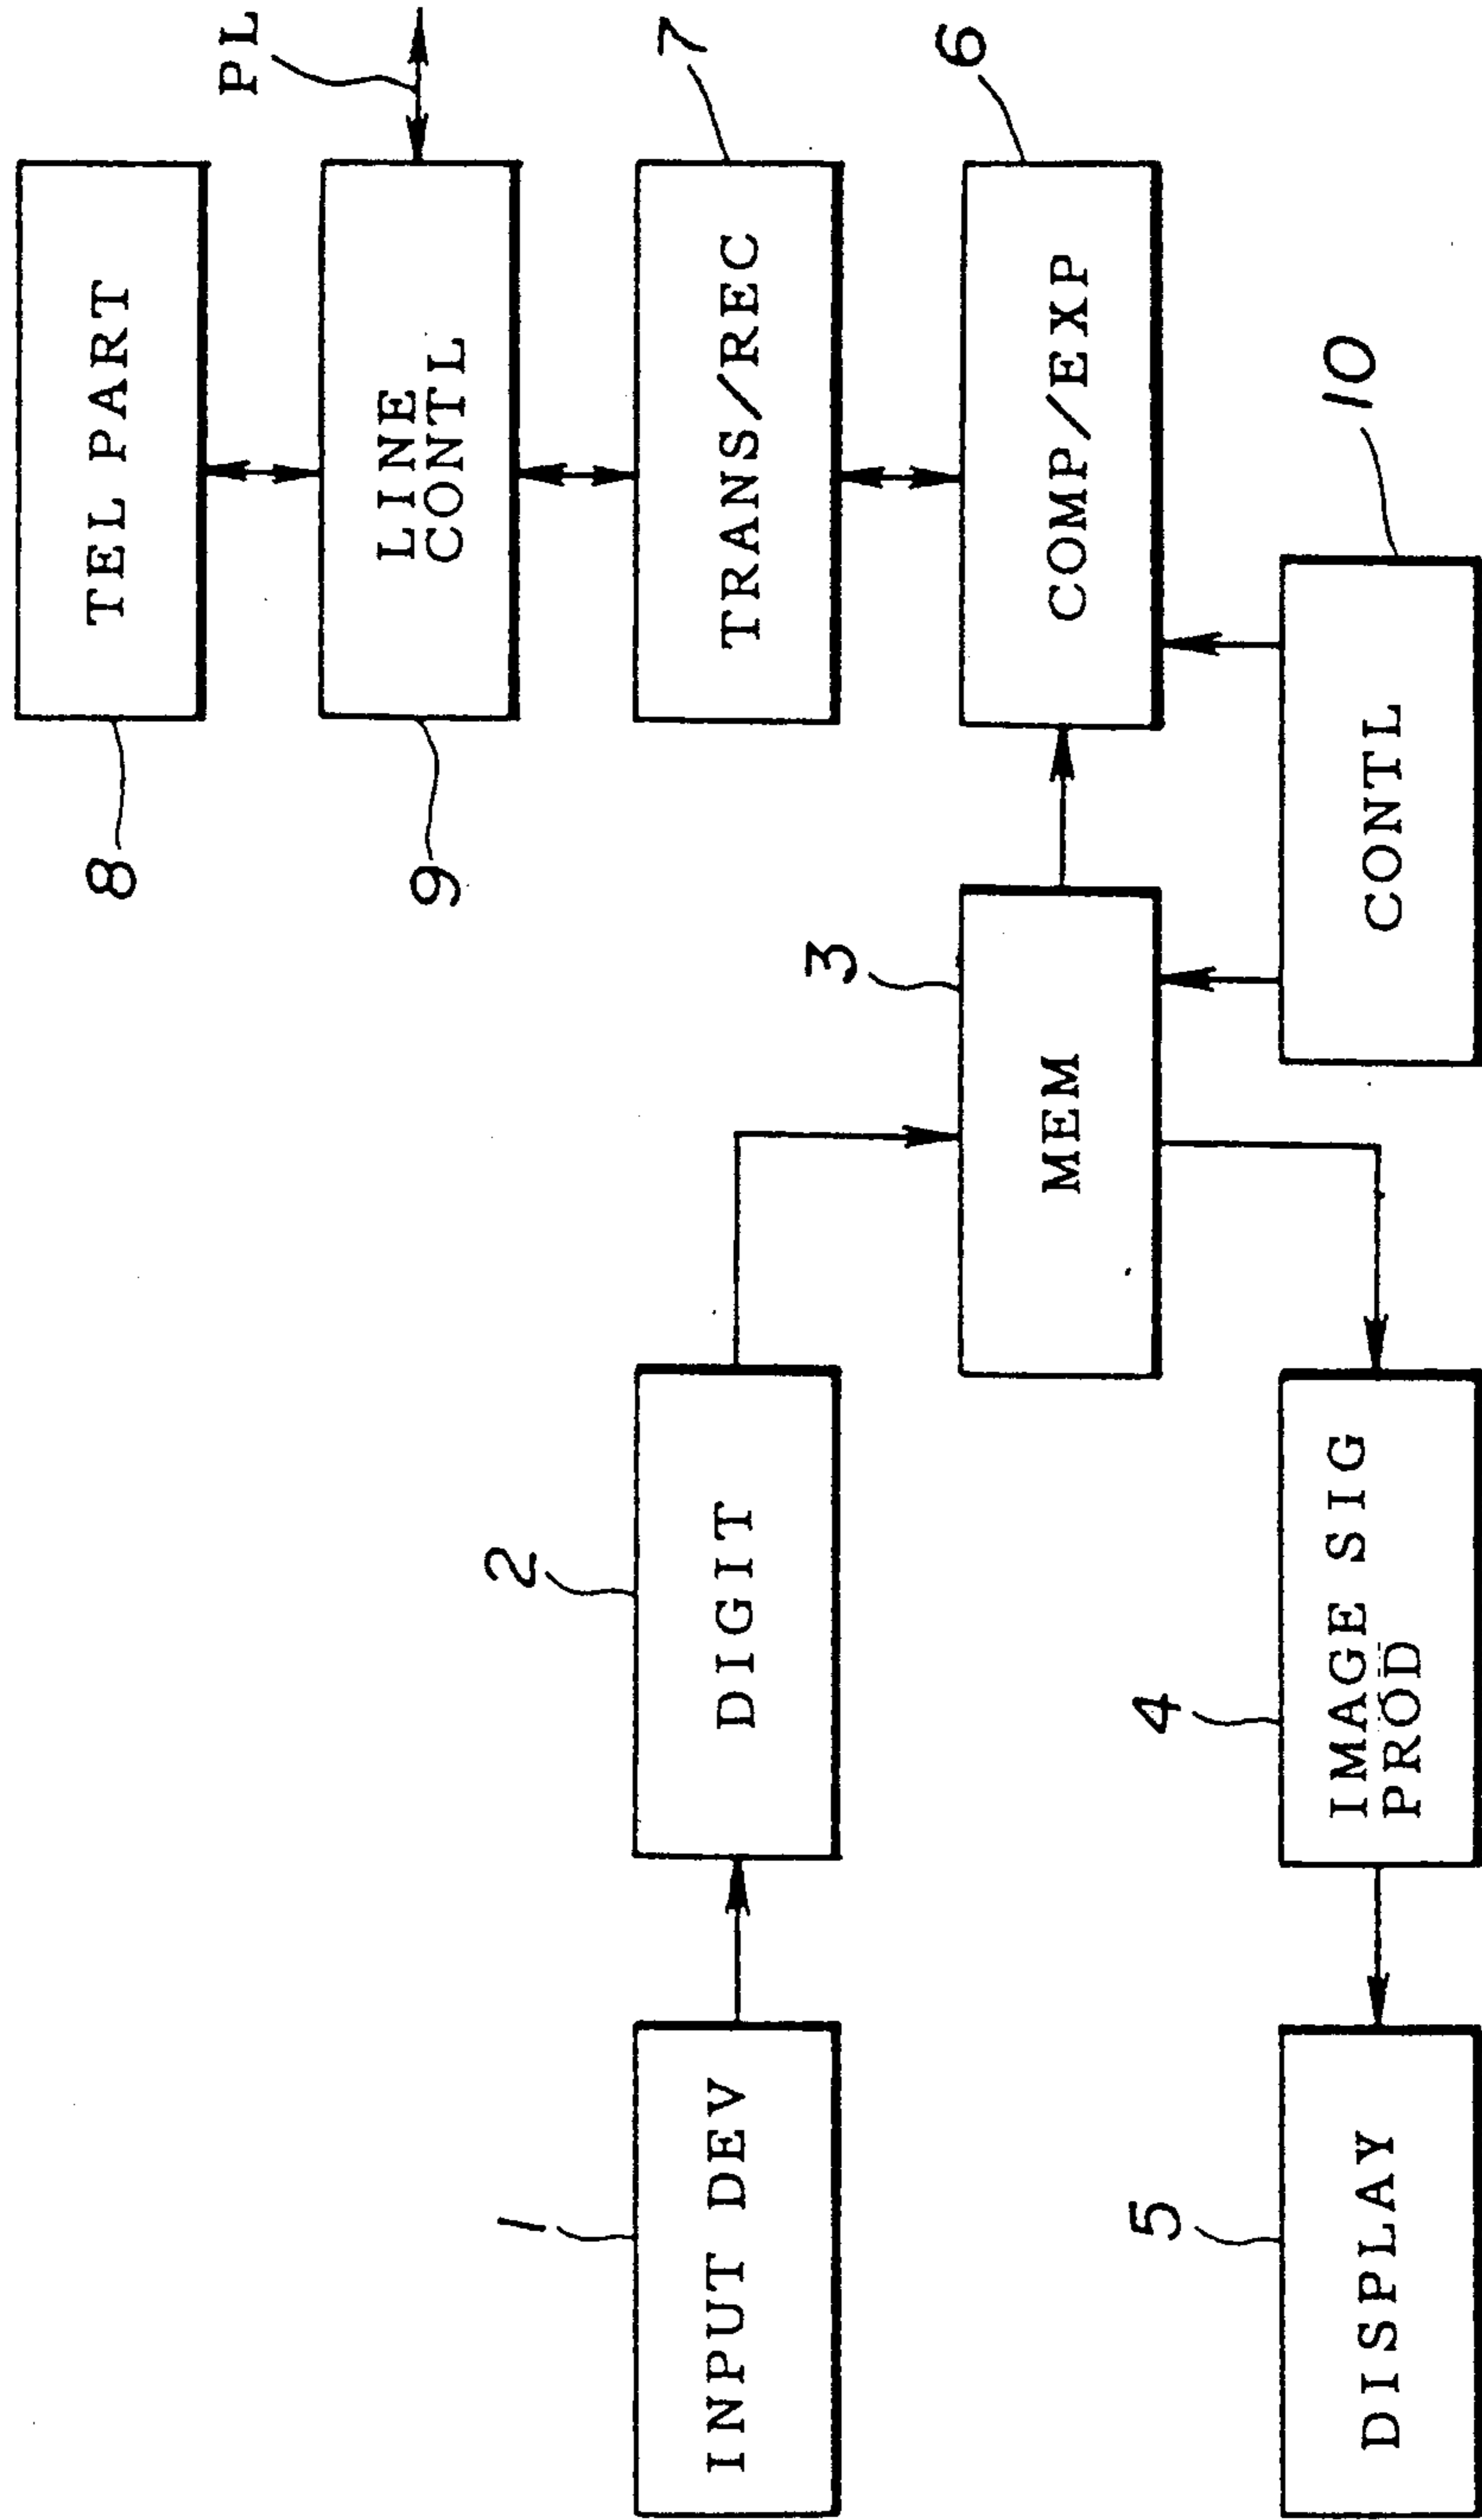 TEL PART
8
LINE
CONTL
9
PL
TRANS/REC
7
COMP/EXP
6
INPUT DEV
1
DIGIT
2
MEM
3
CONTL
10
IMAGE SIG
PROD
4
DISPLAY
5